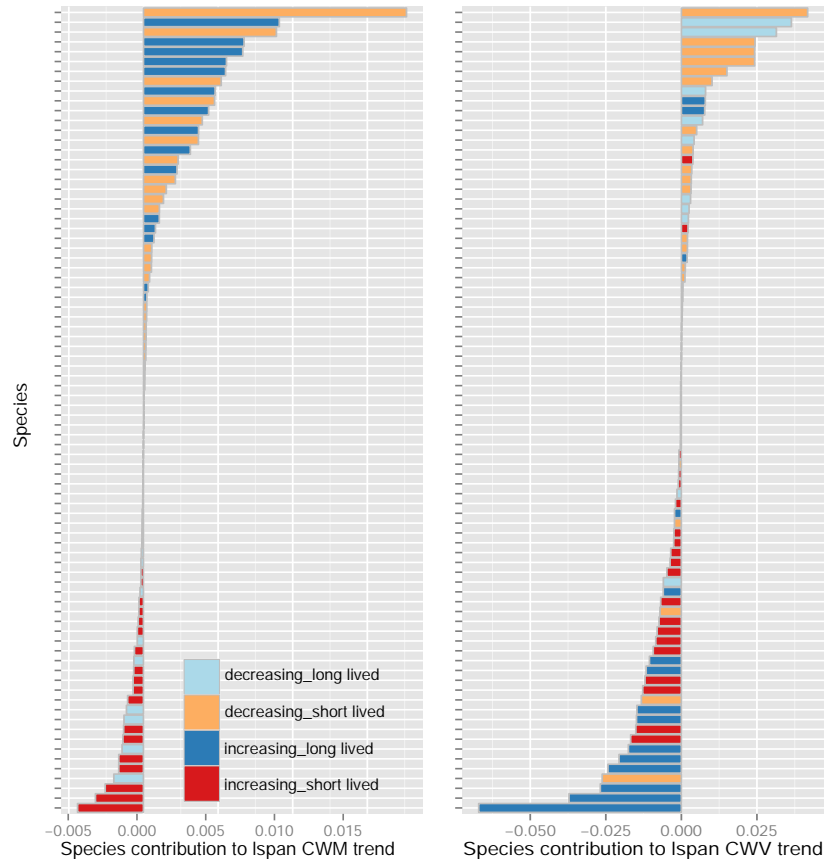 Species
decreasing_long lived
decreasing_short lived
increasing_long lived
increasing_short lived
−0.005 0.000 0.005 0.010 0.015
Species contribution to lspan CWM trend
−0.050 −0.025 0.000 0.025
Species contribution to lspan CWV trend